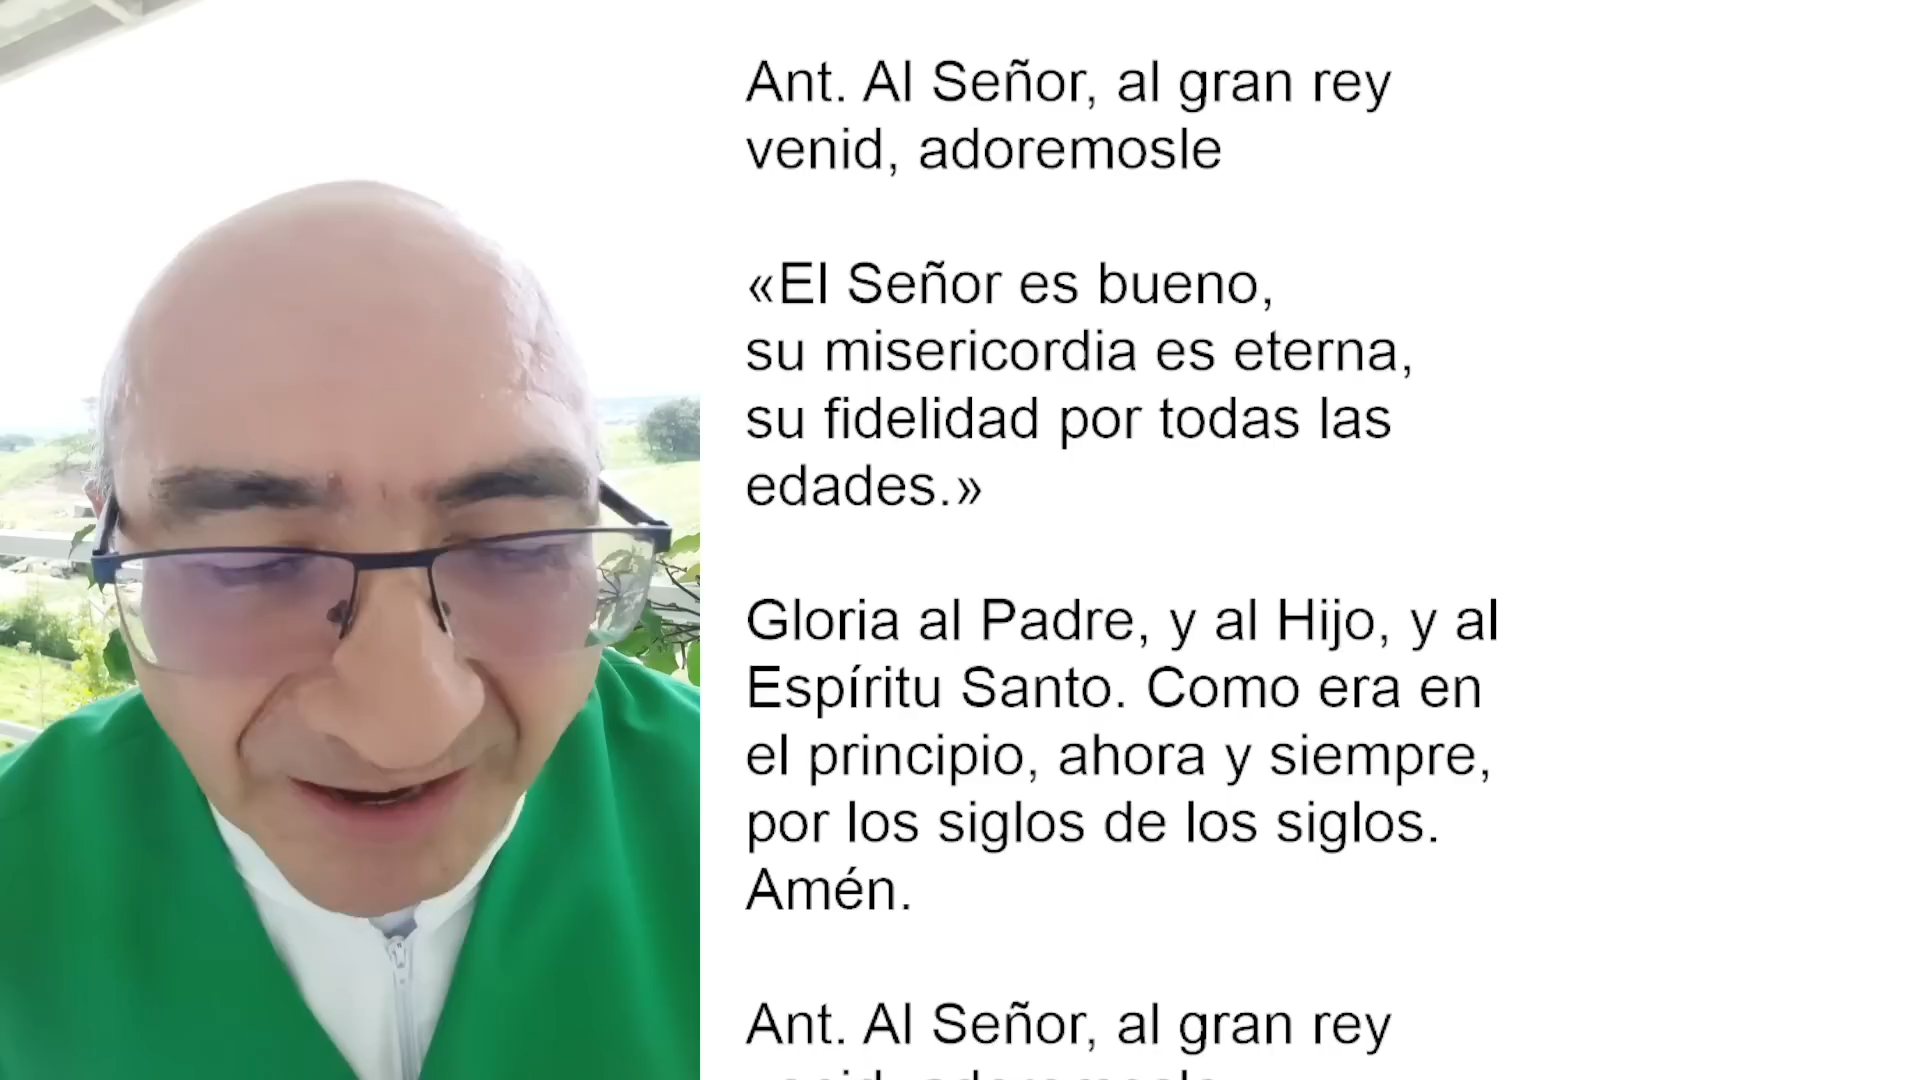 Ant. Al Señor, al gran rey
venid, adoremosle
«El Señor es bueno,
su misericordia es eterna,
su fidelidad por todas las
edades.»
Gloria al Padre, y al Hijo, y al
Espíritu Santo. Como era en
el principio, ahora y siempre,
por los siglos de los siglos.
Amén.
Ant. Al Señor, al gran rey